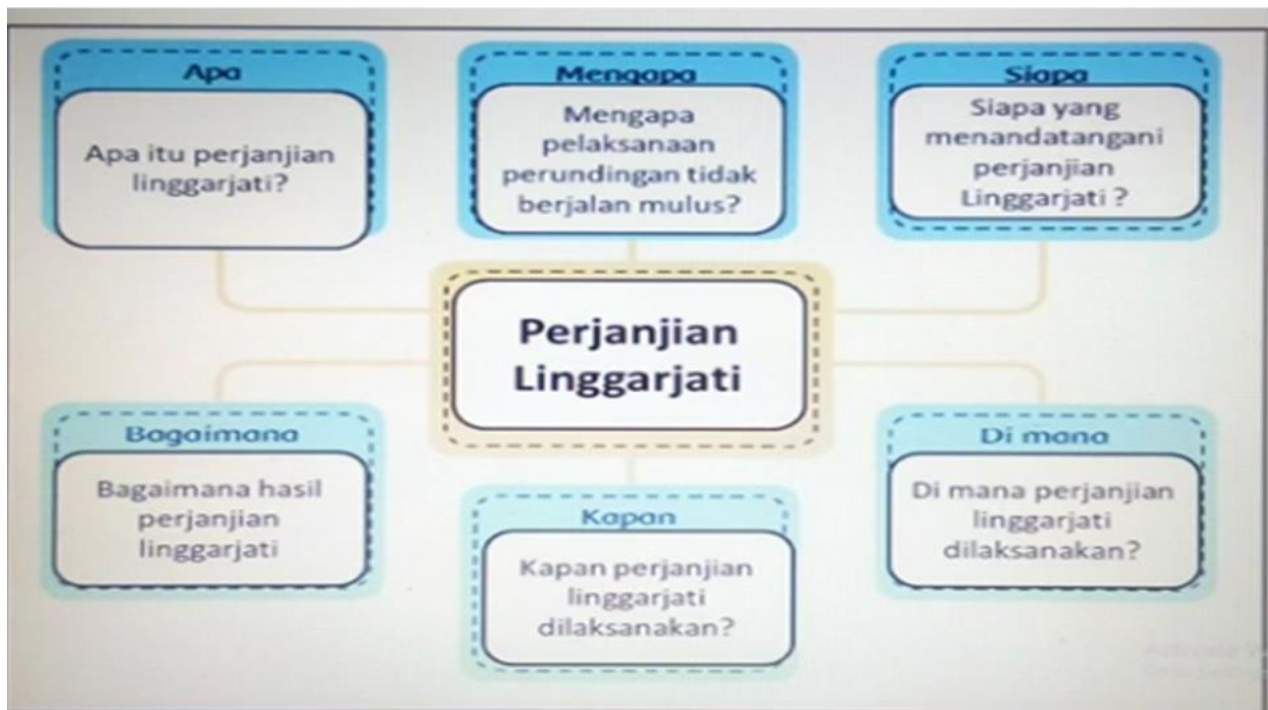 Apa
Apa itu perjanjian
linggarjati?
Mengapa
Mengapa
pelaksanaan
perundingan tidak
berjalan mulus?
Siapa
Siapa yang
menandatangani
perjanjian
Linggarjati ?
Perjanjian
Linggarjati
Bagaimana
Bagaimana hasil
perjanjian
linggarjati
Kapan
Kapan perjanjian
linggarjati
dilaksanakan?
Di mana
Di mana perjanjian
linggarjati
dilaksanakan?